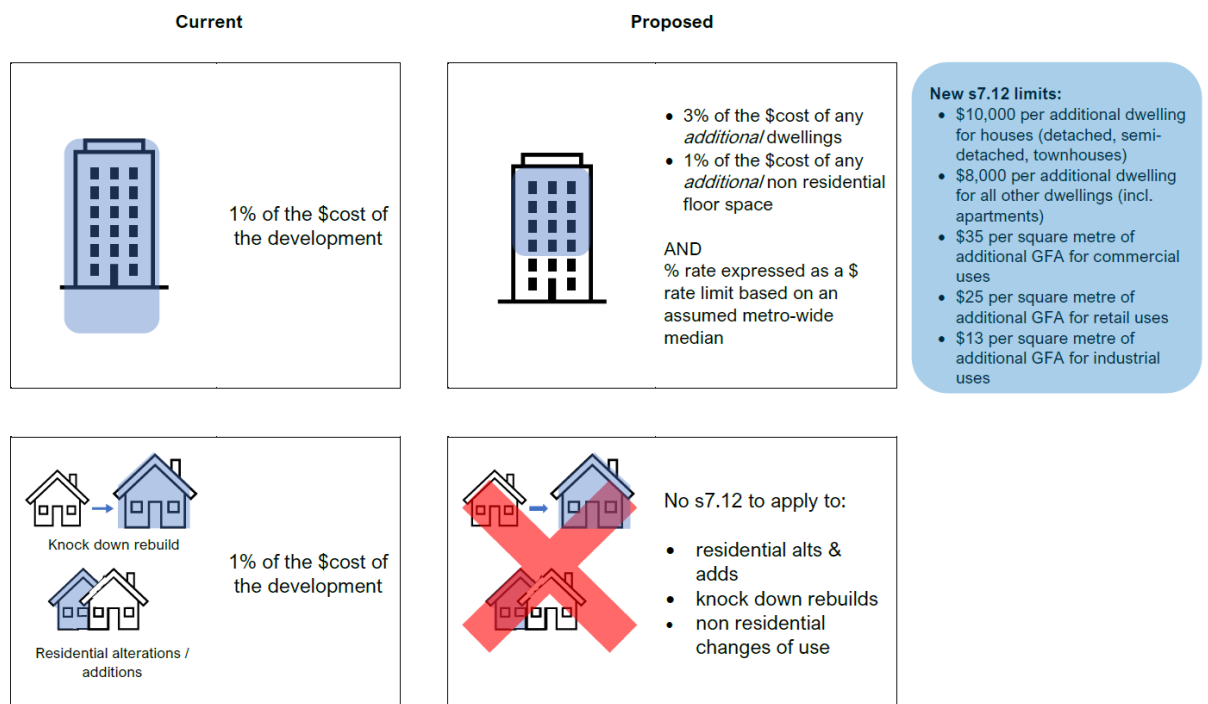 Current
Proposed
1% of the $cost of
the development
• 3% of the $cost of any
additional dwellings
• 1% of the $cost of any
additional non residential
floor space
AND
% rate expressed as a $
rate limit based on an
assumed metro-wide
median
New s7.12 limits:
• $10,000 per additional dwelling
for houses (detached, semi-
detached, townhouses)
• $8,000 per additional dwelling
for all other dwellings (incl.
apartments)
• $35 per square metre of
additional GFA for commercial
uses
• $25 per square metre of
additional GFA for retail uses
• $13 per square metre of
additional GFA for industrial
uses
Knock down rebuild
Residential alterations /
additions
1% of the $cost of
the development
No s7.12 to apply to:
• residential alts &
adds
• knock down rebuilds
• non residential
changes of use